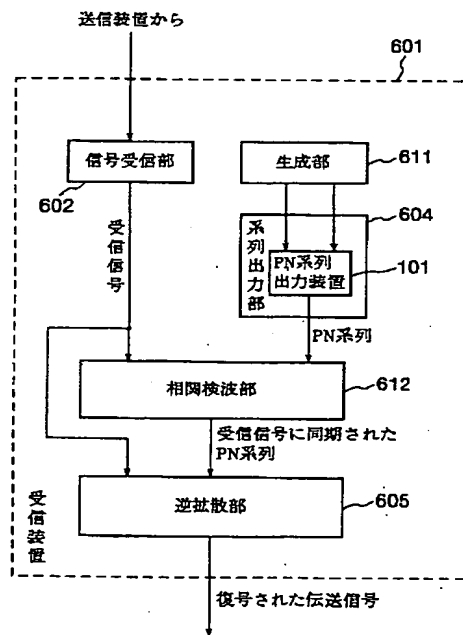 送信装置から
601
信号受信部
602
生成部
611
604
系列出力部
PN系列
出力装置
101
受信信号
PN系列
相関検波部
612
受信信号に同期された
PN系列
逆拡散部
605
受信装置
復号された伝送信号